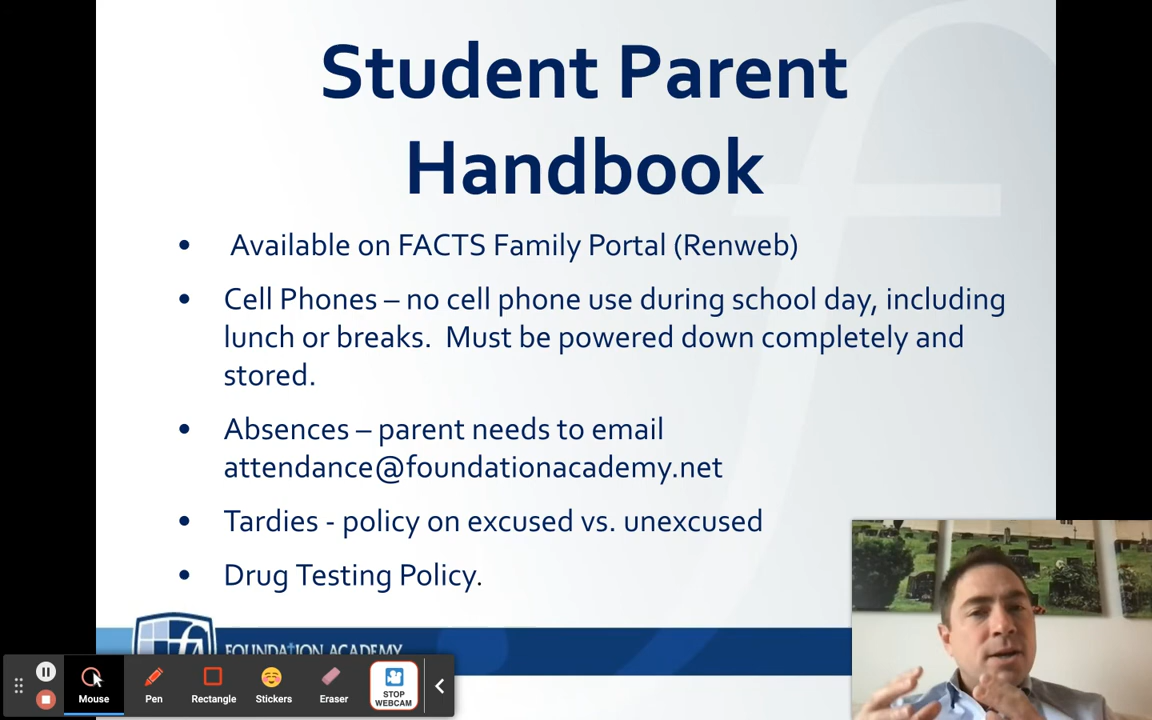 Student Parent
Handbook
• Available on FACTS Family Portal (Renweb)
• Cell Phones – no cell phone use during school day, including
lunch or breaks.  Must be powered down completely and
stored.
• Absences – parent needs to email
attendance@foundationacademy.net
• Tardies - policy on excused vs. unexcused
• Drug Testing Policy.
FOUNDATION ACADEMY
Mouse
Pen
Rectangle
Stickers
Eraser
STOP
WEBCAM